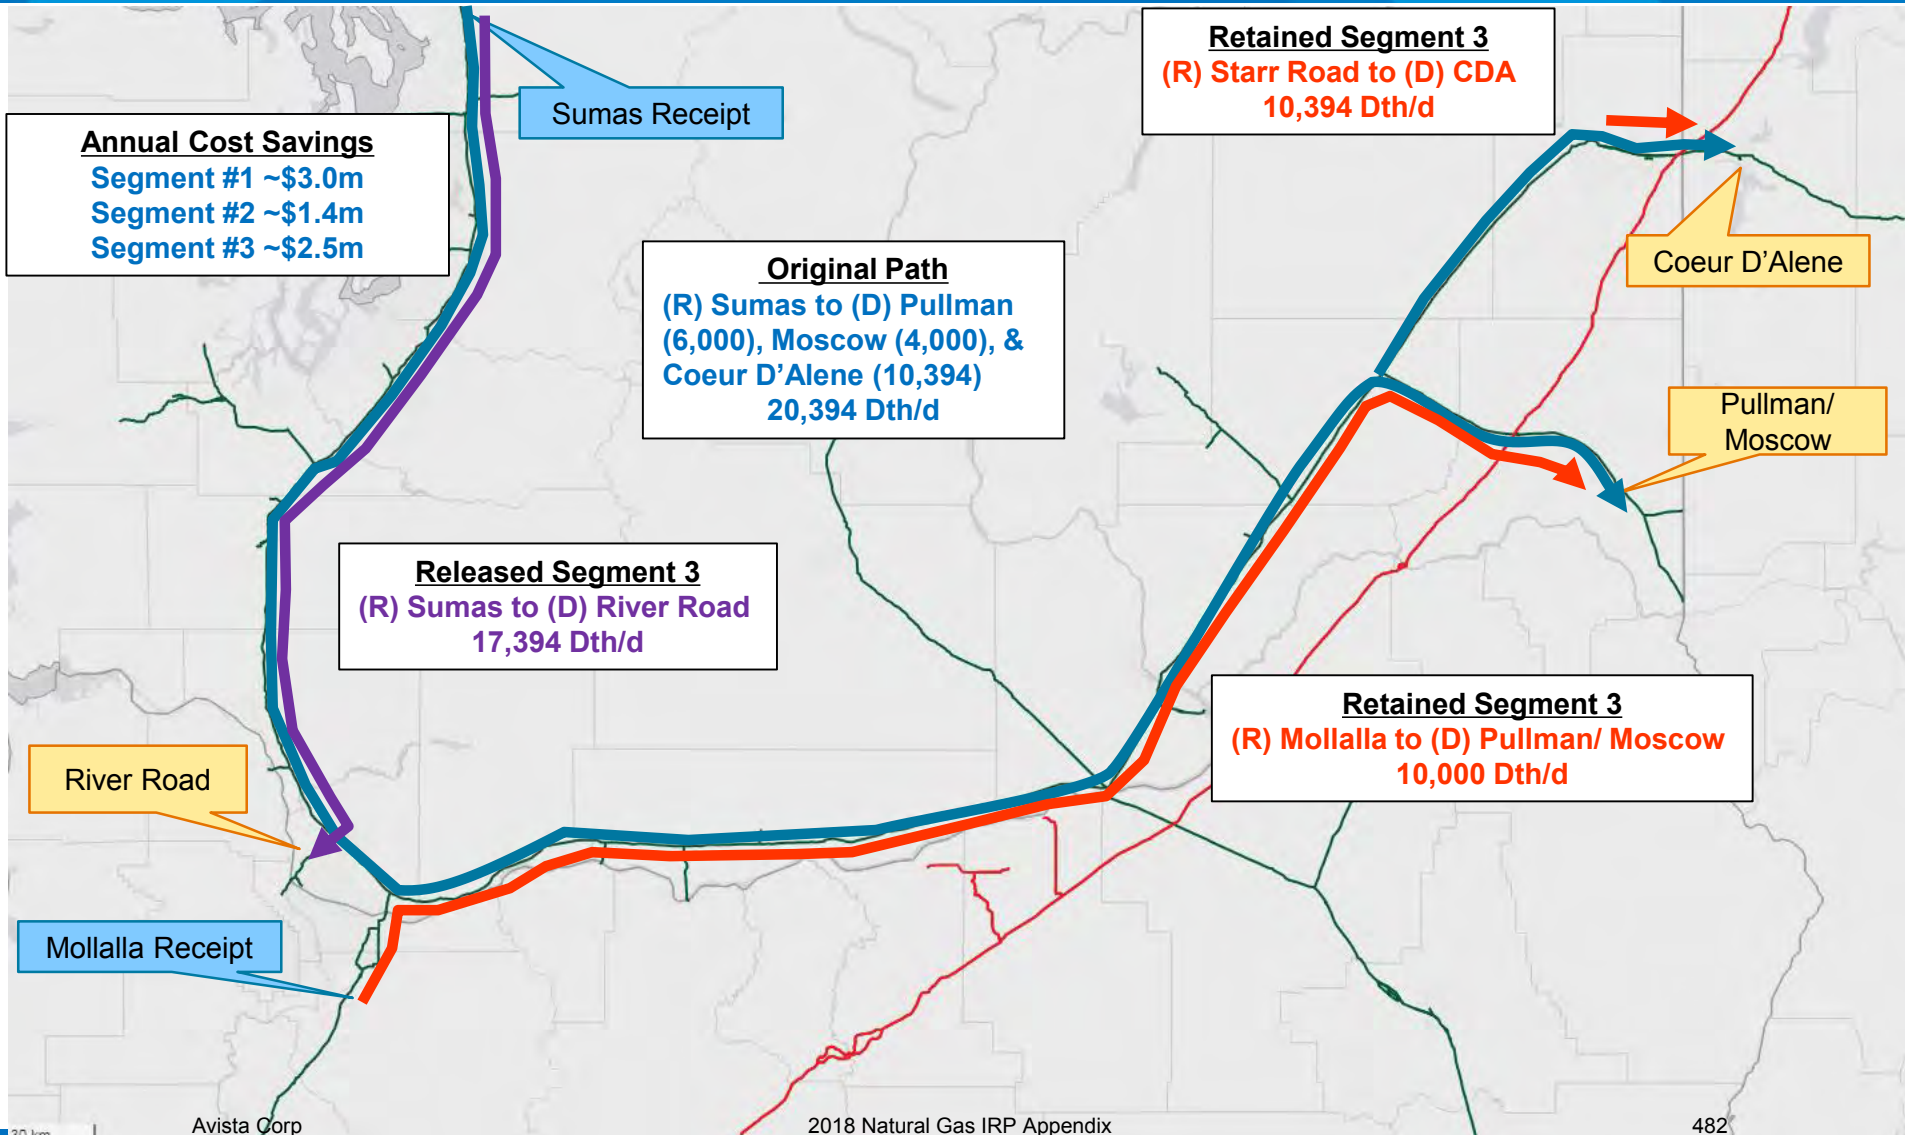 Retained Segment 3
(R) Starr Road to (D) CDA
10,394 Dth/d
Sumas Receipt
Annual Cost Savings
Segment #1 ~$3.0m
Segment #2 ~$1.4m
Segment #3 ~$2.5m
Original Path
(R) Sumas to (D) Pullman
(6,000), Moscow (4,000), &
Coeur D’Alene (10,394)
20,394 Dth/d
Coeur D’Alene
Pullman/
Moscow
Released Segment 3
(R) Sumas to (D) River Road
17,394 Dth/d
Retained Segment 3
(R) Mollalla to (D) Pullman/ Moscow
10,000 Dth/d
River Road
Mollalla Receipt
30 km
Avista Corp
2018 Natural Gas IRP Appendix
482